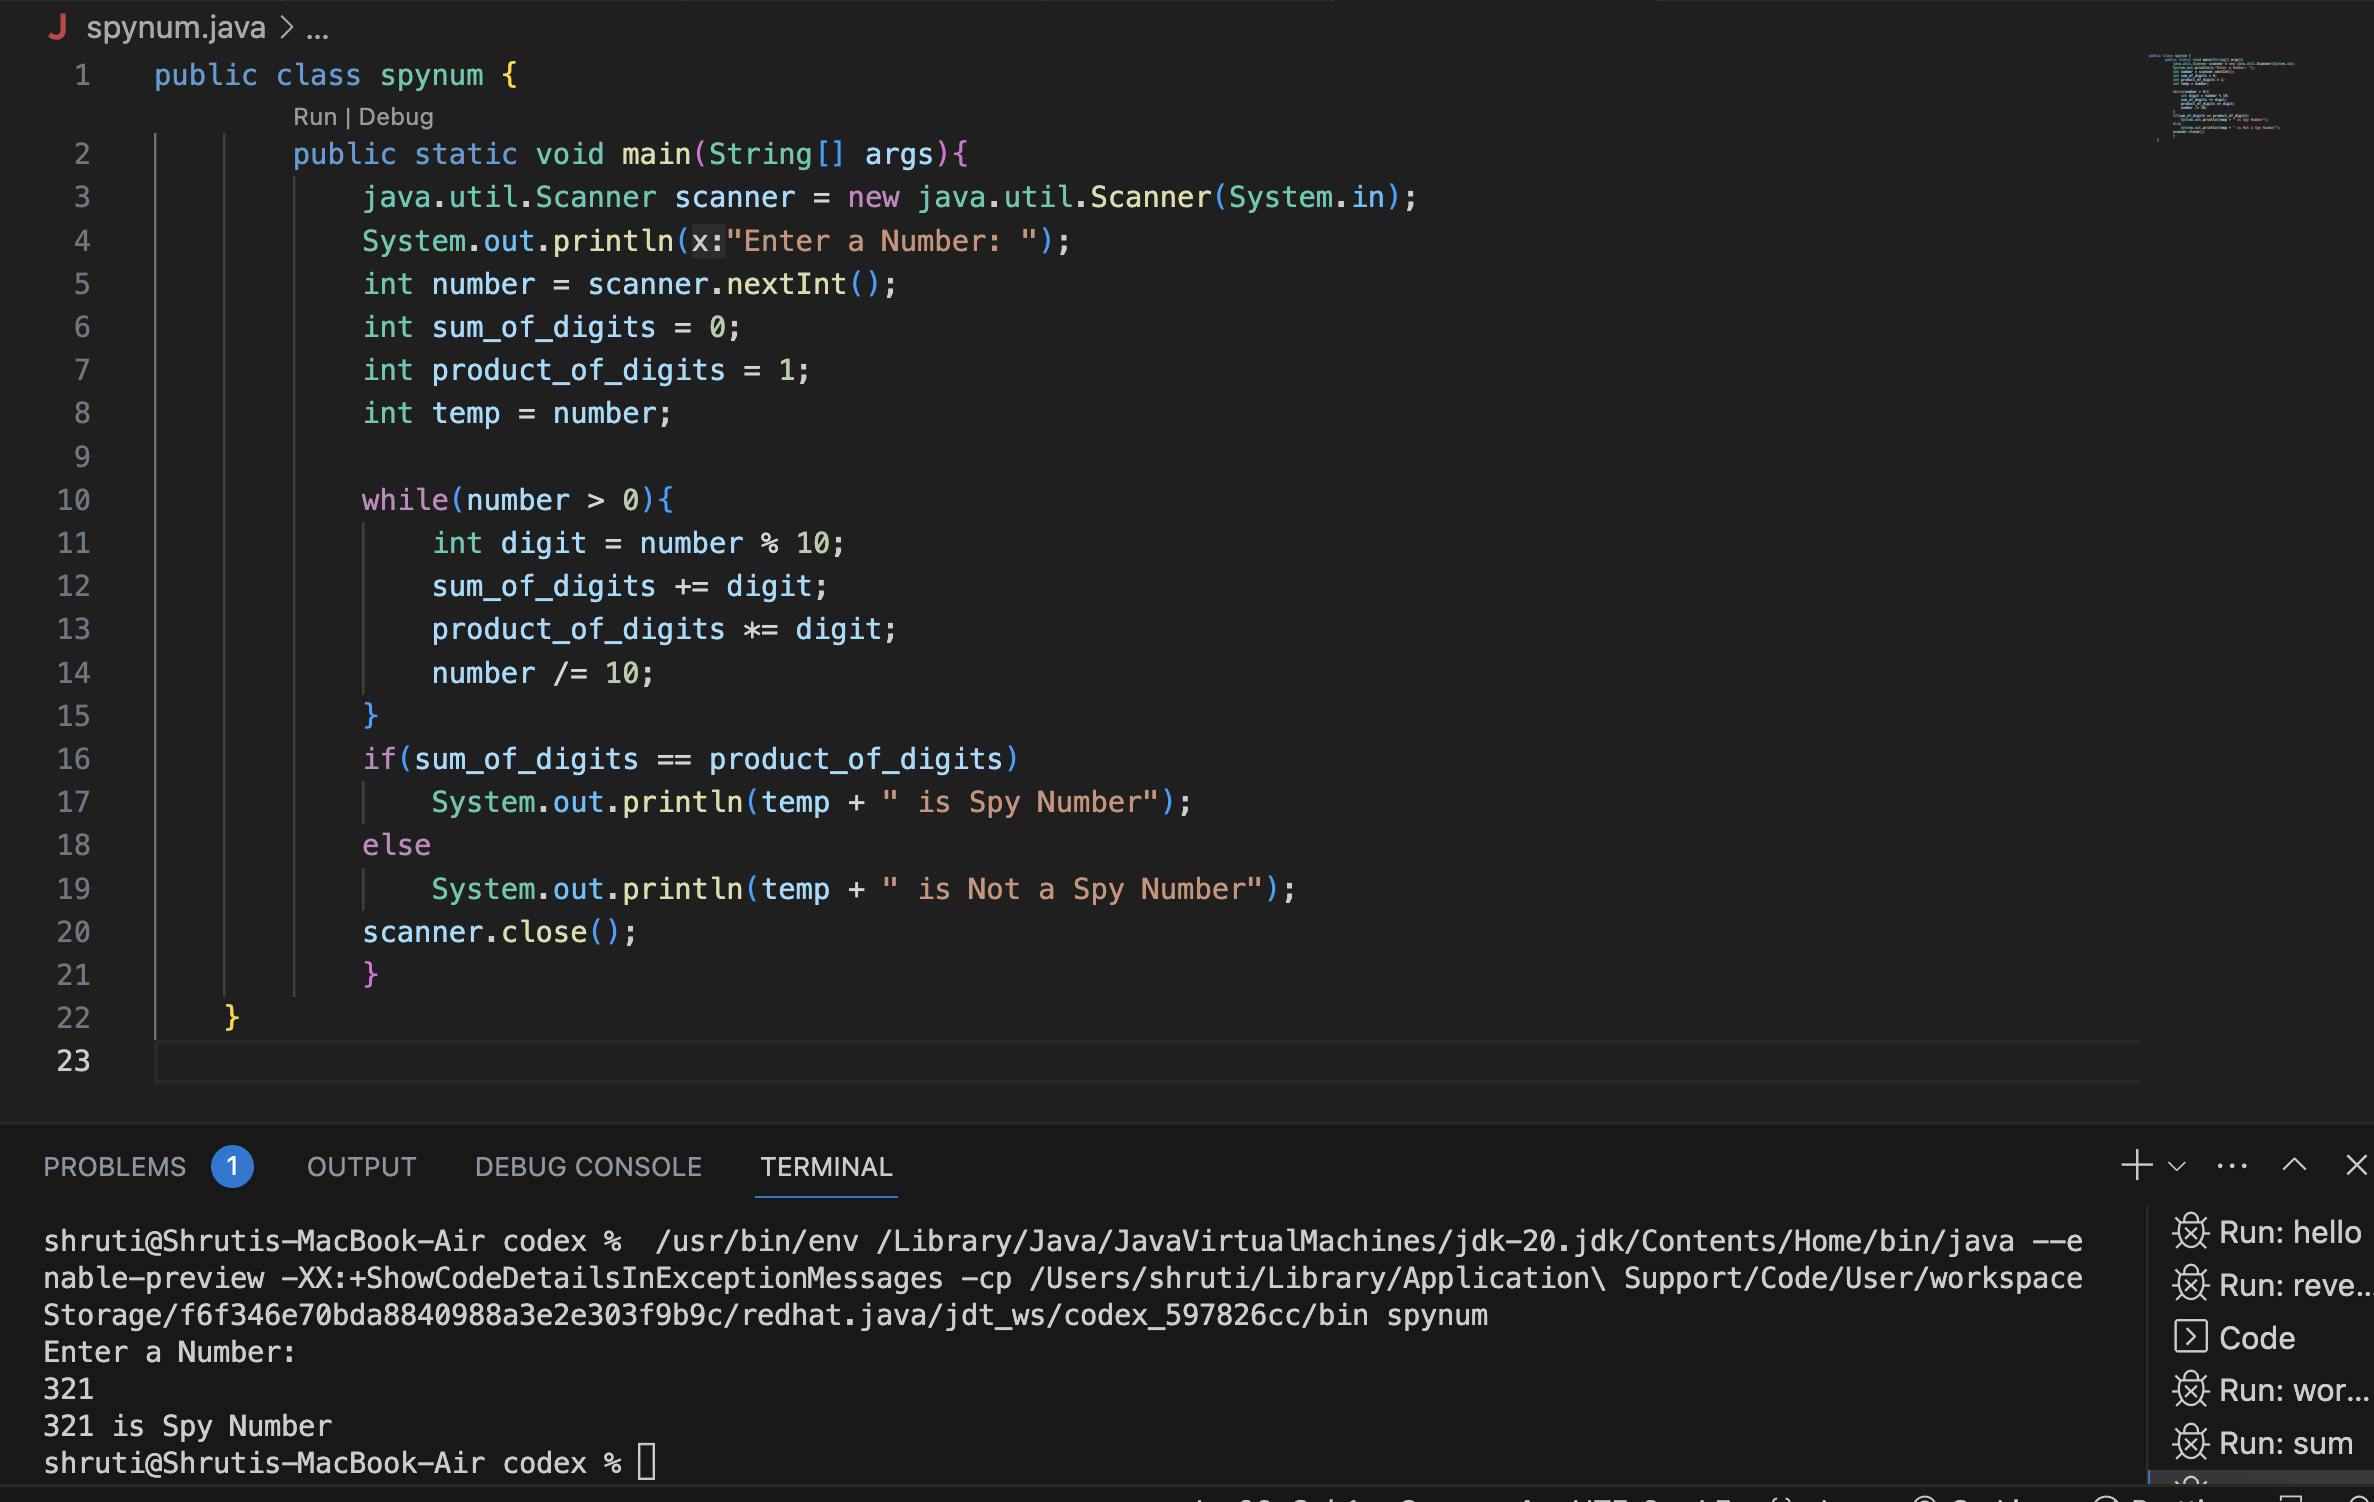 J spynum.java > ...
1 public class spynum {
Run | Debug
2 public static void main(String[] args){
3 java.util.Scanner scanner = new java.util.Scanner(System.in);
4 System.out.println(x:"Enter a Number: ");
5 int number = scanner.nextInt();
6 int sum_of_digits = 0;
7 int product_of_digits = 1;
8 int temp = number;
9
10 while(number > 0){
11 int digit = number % 10;
12 sum_of_digits += digit;
13 product_of_digits *= digit;
14 number /= 10;
15 }
16 if(sum_of_digits == product_of_digits)
17 System.out.println(temp + " is Spy Number");
18 else
19 System.out.println(temp + " is Not a Spy Number");
20 scanner.close();
21 }
22 }
23
PROBLEMS 1 OUTPUT DEBUG CONSOLE TERMINAL
shruti@Shrutis-MacBook-Air codex %  /usr/bin/env /Library/Java/JavaVirtualMachines/jdk-20.jdk/Contents/Home/bin/java --e
nable-preview -XX:+ShowCodeDetailsInExceptionMessages -cp /Users/shruti/Library/Application\ Support/Code/User/workspace
Storage/f6f346e70bda8840988a3e2e303f9b9c/redhat.java/jdt_ws/codex_597826cc/bin spynum
Enter a Number:
321
321 is Spy Number
shruti@Shrutis-MacBook-Air codex %
Run: hello
Run: reve...
Code
Run: wor...
Run: sum